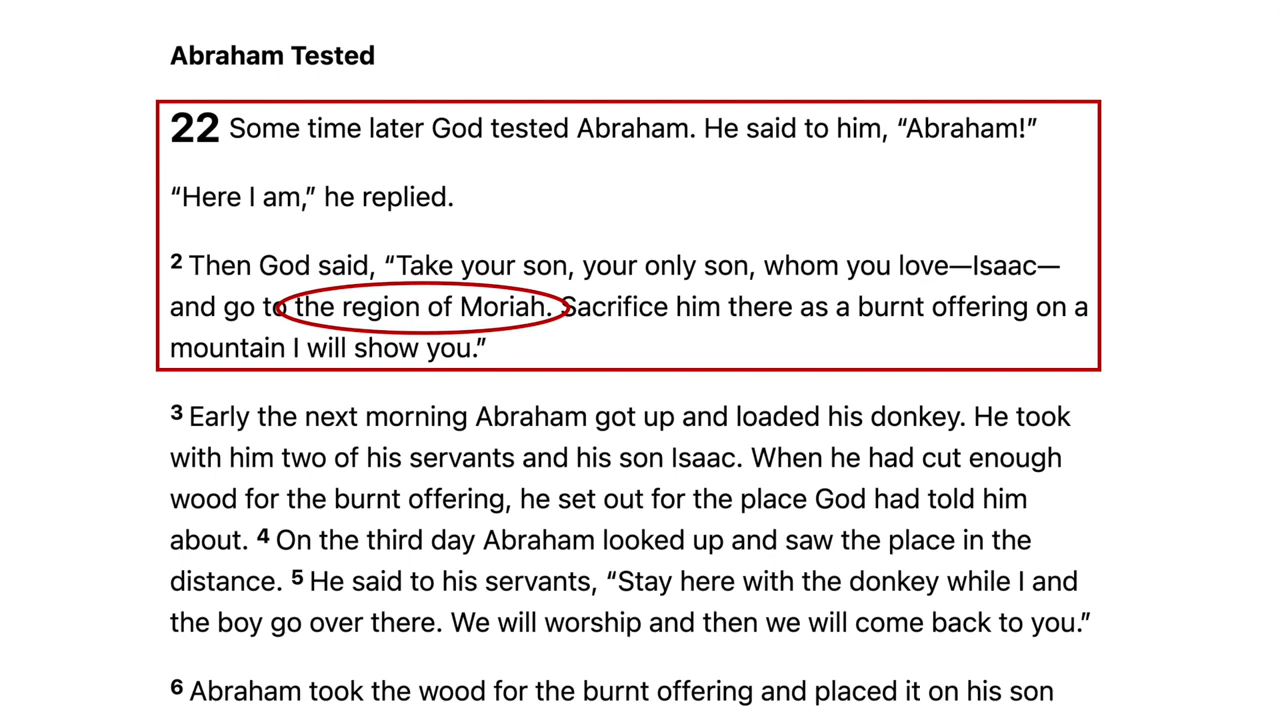 Abraham Tested
22 Some time later God tested Abraham. He said to him, “Abraham!”
“Here I am,” he replied.
2 Then God said, “Take your son, your only son, whom you love—Isaac—
and go to the region of Moriah. Sacrifice him there as a burnt offering on a
mountain I will show you.”
3 Early the next morning Abraham got up and loaded his donkey. He took
with him two of his servants and his son Isaac. When he had cut enough
wood for the burnt offering, he set out for the place God had told him
about. 4 On the third day Abraham looked up and saw the place in the
distance. 5 He said to his servants, “Stay here with the donkey while I and
the boy go over there. We will worship and then we will come back to you.”
6 Abraham took the wood for the burnt offering and placed it on his son